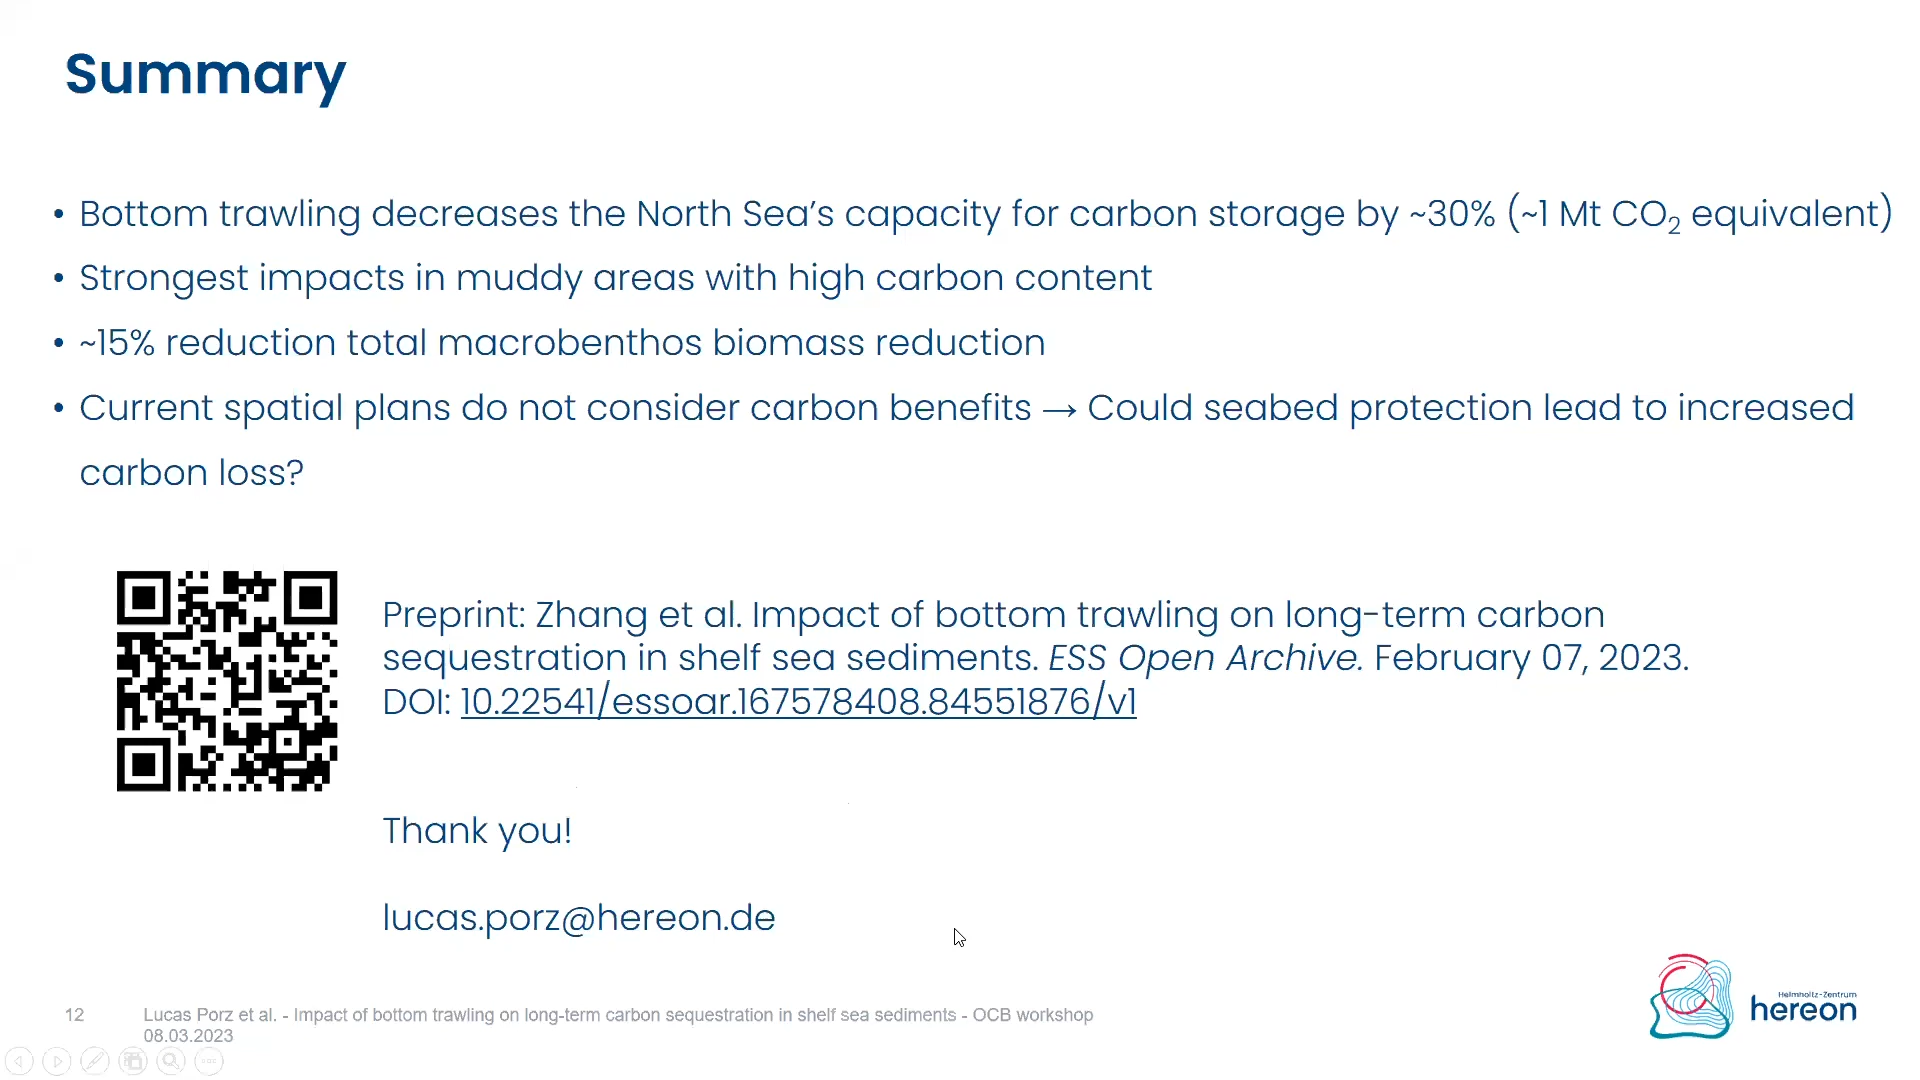 Summary
• Bottom trawling decreases the North Sea’s capacity for carbon storage by ~30% (~1 Mt CO₂ equivalent)
• Strongest impacts in muddy areas with high carbon content
• ~15% reduction total macrobenthos biomass reduction
• Current spatial plans do not consider carbon benefits → Could seabed protection lead to increased
carbon loss?
Preprint: Zhang et al. Impact of bottom trawling on long-term carbon
sequestration in shelf sea sediments. ESS Open Archive. February 07, 2023.
DOI: 10.22541/essoar.167578408.84551876/v1
Thank you!
lucas.porz@hereon.de
12
Lucas Porz et al. - Impact of bottom trawling on long-term carbon sequestration in shelf sea sediments - OCB workshop
08.03.2023
Helmholtz-Zentrum
hereon